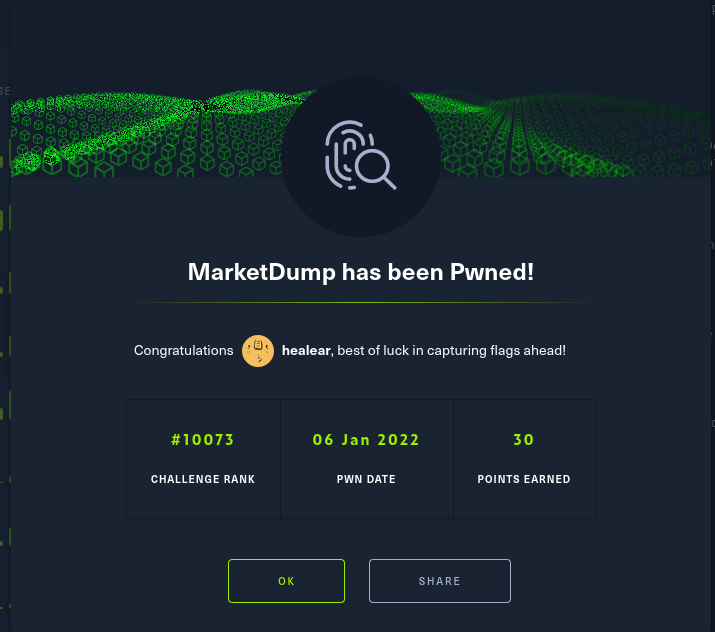 MarketDump has been Pwned!
Congratulations healear, best of luck in capturing flags ahead!
#10073 06 Jan 2022 30
CHALLENGE RANK PWN DATE POINTS EARNED
OK SHARE